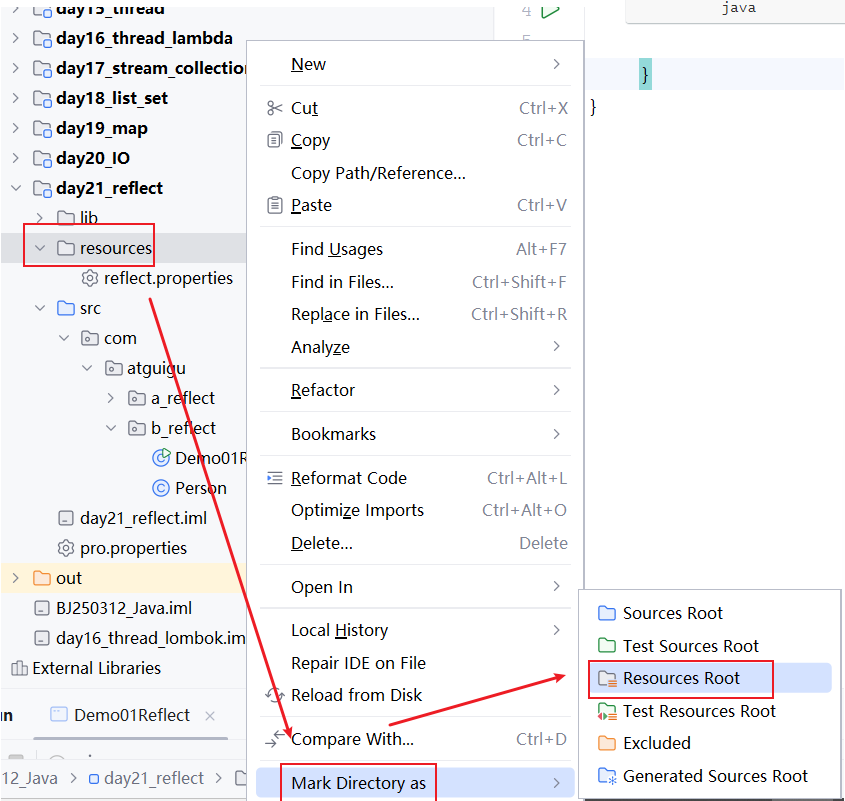 day15_thread
day16_thread_lambda
day17_stream_collection
day18_list_set
day19_map
day20_IO
day21_reflect
lib
resources
reflect.properties
src
com
atguigu
a_reflect
b_reflect
Demo01R
Person
day21_reflect.iml
pro.properties
out
BJ250312_Java.iml
day16_thread_lombok.im
External Libraries
Demo01Reflect
12_Java > day21_reflect >
4
java
}
}
New
Cut Ctrl+X
Copy Ctrl+C
Copy Path/Reference...
Paste Ctrl+V
Find Usages Alt+F7
Find in Files... Ctrl+Shift+F
Replace in Files... Ctrl+Shift+R
Analyze
Refactor
Bookmarks
Reformat Code Ctrl+Alt+L
Optimize Imports Ctrl+Alt+O
Delete... Delete
Open In
Local History
Repair IDE on File
Reload from Disk
Compare With... Ctrl+D
Mark Directory as
Sources Root
Test Sources Root
Resources Root
Test Resources Root
Excluded
Generated Sources Root